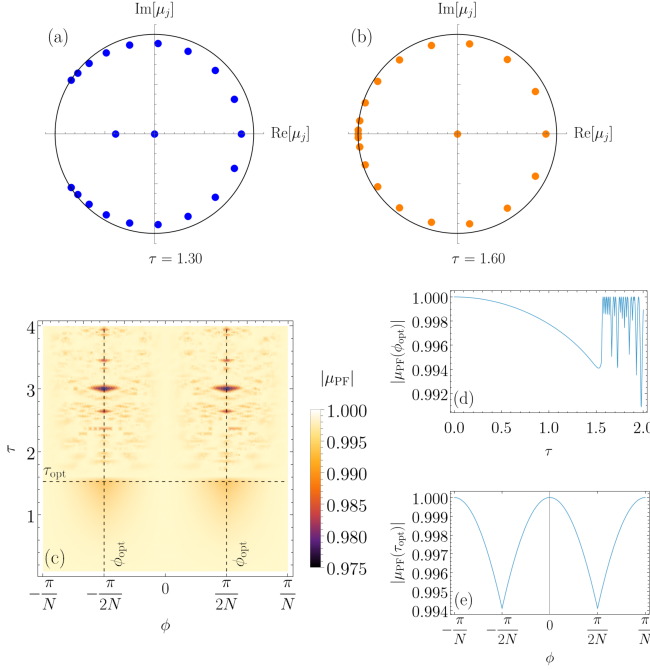 Im[μj] Im[μj]
(a) (b)
Re[μj] Re[μj]
τ = 1.30 τ = 1.60
4
3
2
1
τ
τopt
(c)
ϕopt ϕopt
−π/N −π/2N 0 π/2N π/N
ϕ
|μPF|
1.000
0.995
0.990
0.985
0.980
0.975
1.000
0.998
0.996
0.994
0.992
|μPF(ϕopt)|
(d)
0.0 0.5 1.0 1.5 2.0
τ
1.000
0.999
0.998
0.997
0.996
0.995
0.994
|μPF(τopt)|
(e)
−π/N −π/2N 0 π/2N π/N
ϕ